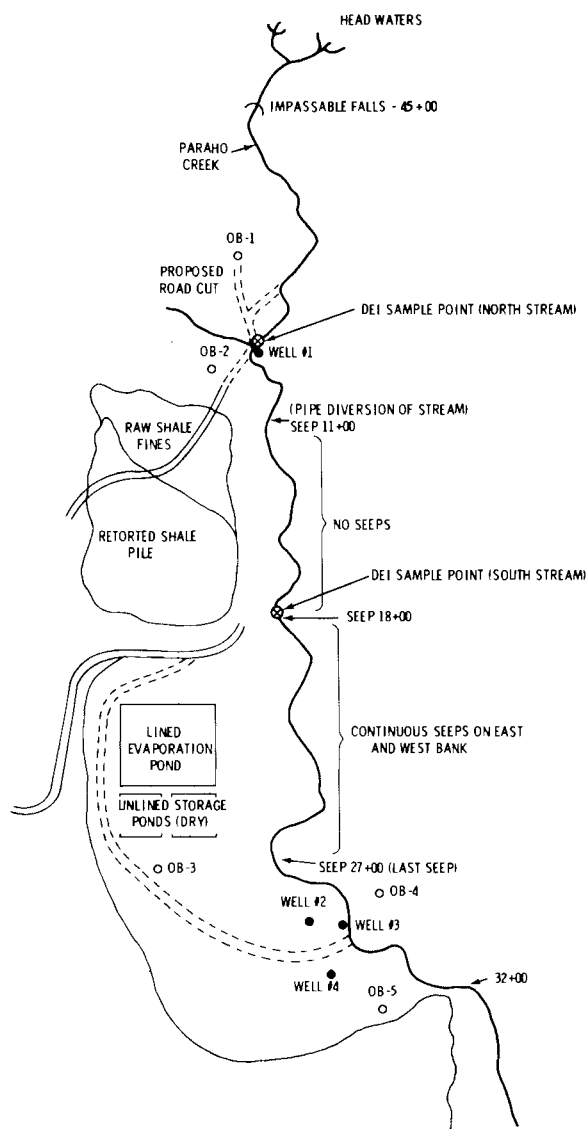 HEAD WATERS
IMPASSABLE FALLS - 45+00
PARAHO
CREEK
OB-1
PROPOSED
ROAD CUT
DEI SAMPLE POINT (NORTH STREAM)
OB-2
WELL #1
(PIPE DIVERSION OF STREAM)
SEEP 11+00
RAW SHALE
FINES
NO SEEPS
RETORTED SHALE
PILE
DEI SAMPLE POINT (SOUTH STREAM)
SEEP 18+00
LINED
EVAPORATION
POND
CONTINUOUS SEEPS ON EAST
AND WEST BANK
UNLINED STORAGE
PONDS (DRY)
OB-3
SEEP 27+00 (LAST SEEP)
OB-4
WELL #2
WELL #3
WELL #4
32+00
OB-5